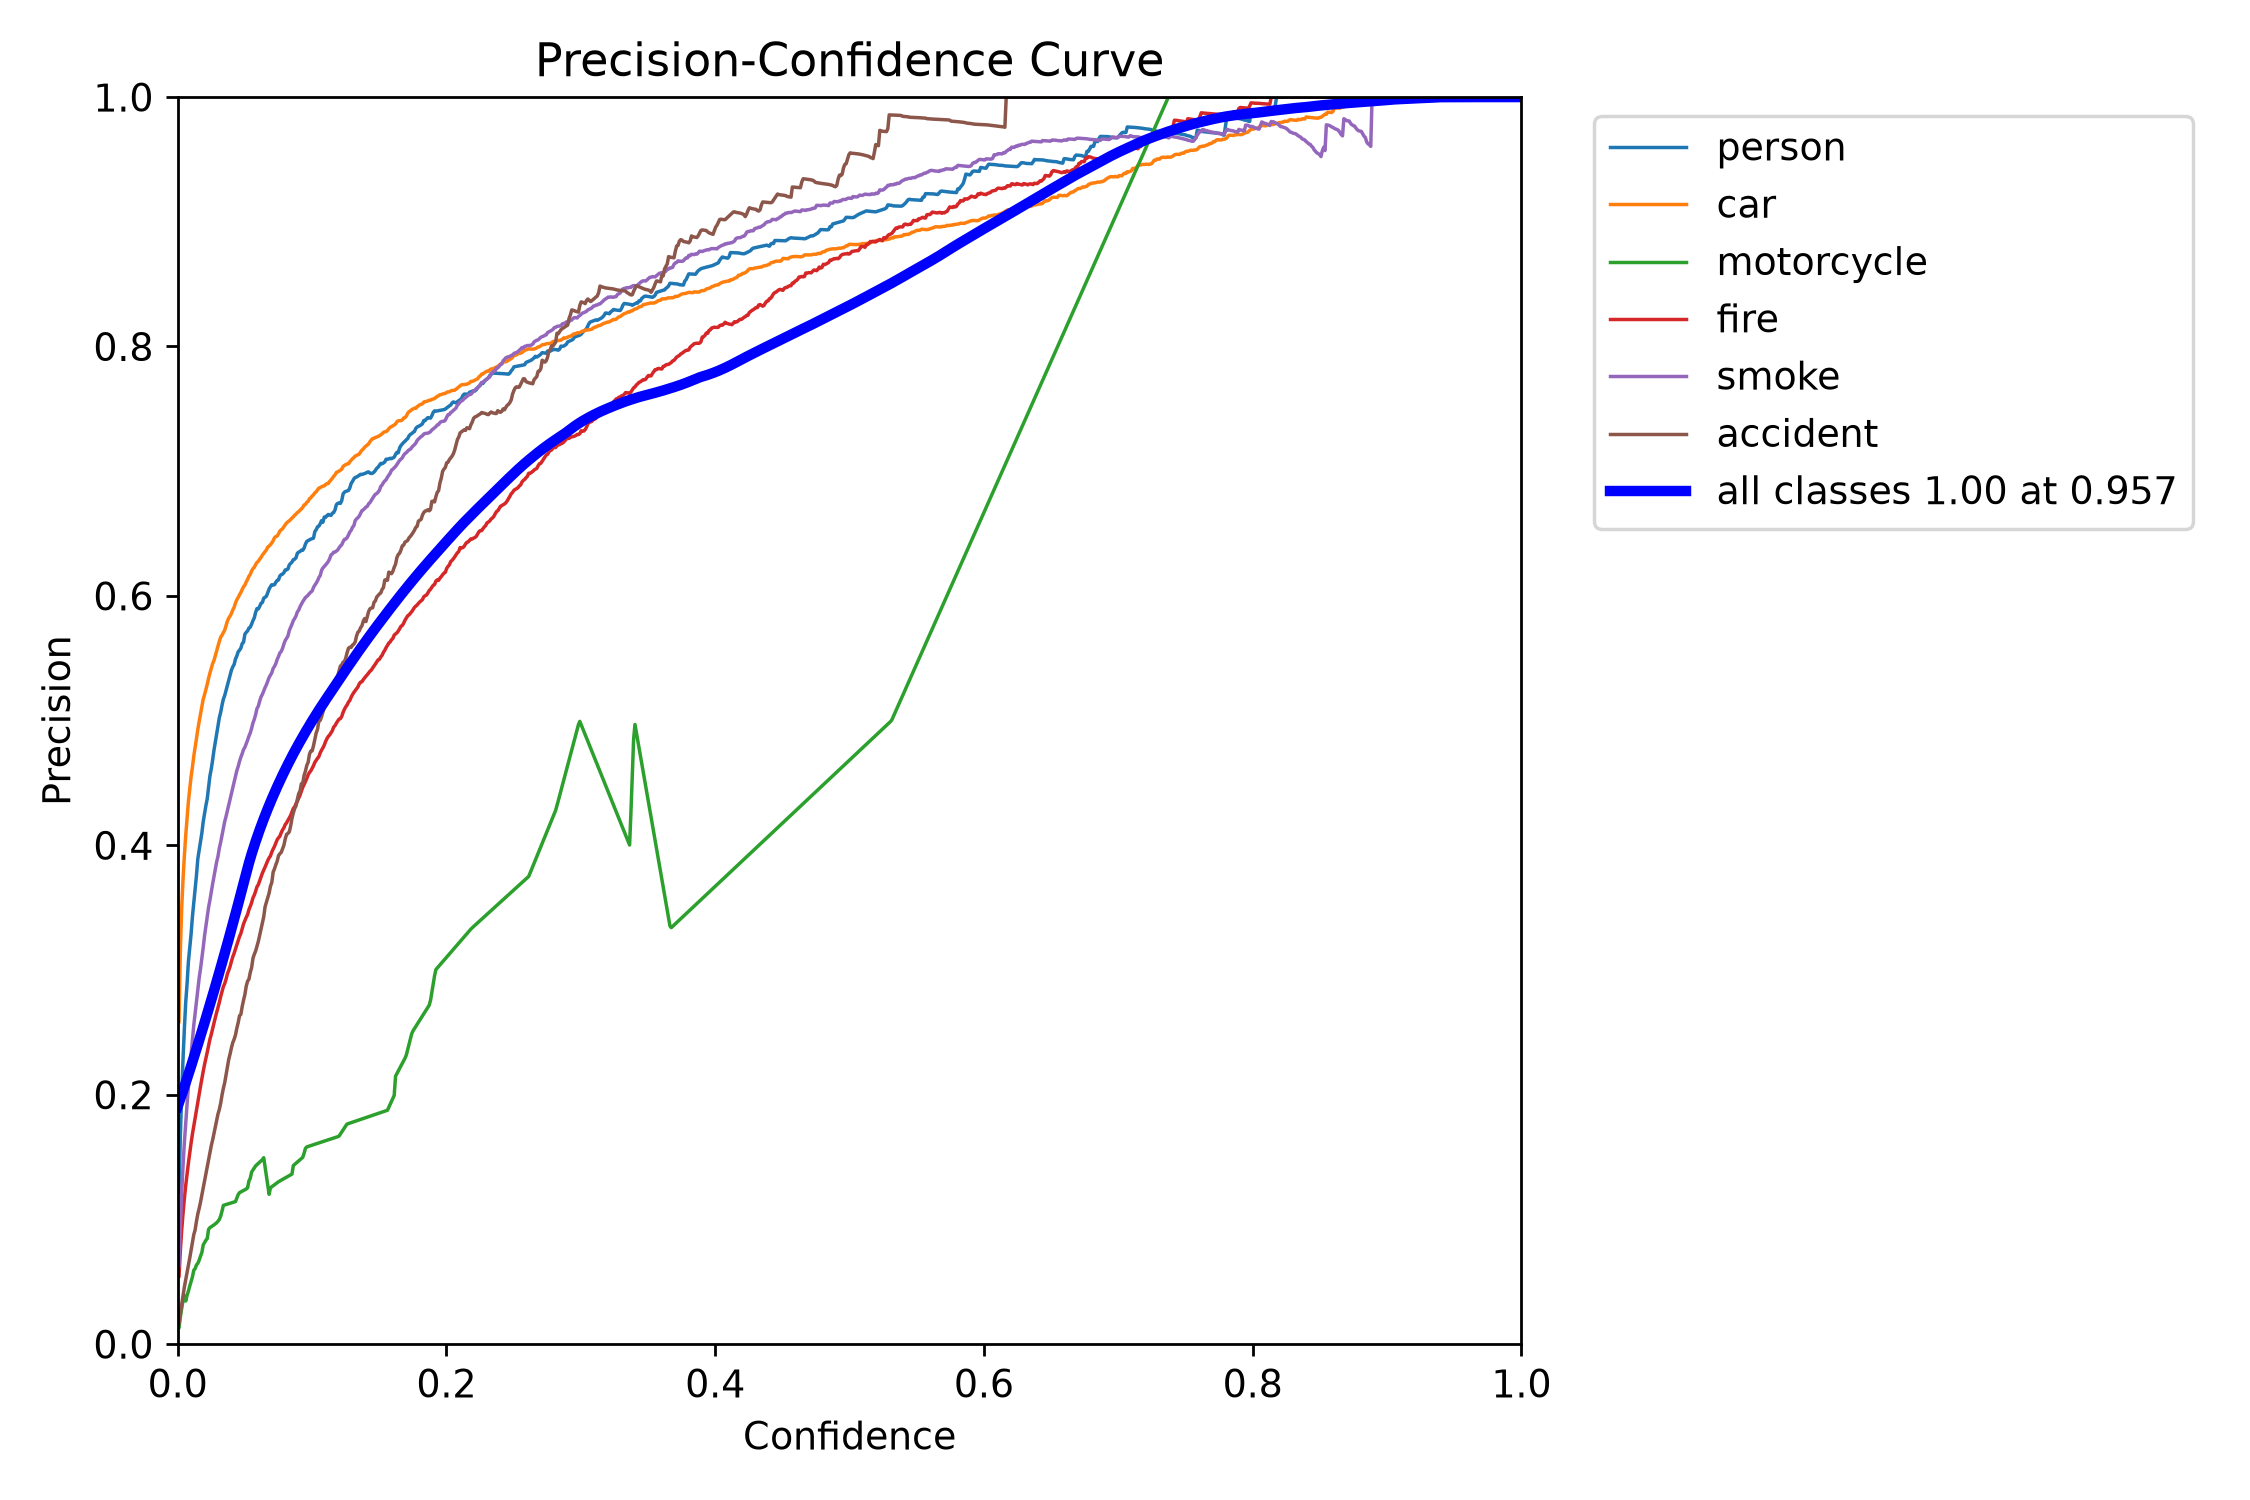 Precision-Confidence Curve
1.0
0.8
0.6
0.4
0.2
0.0
Precision
0.0 0.2 0.4 0.6 0.8 1.0
Confidence
person
car
motorcycle
fire
smoke
accident
all classes 1.00 at 0.957